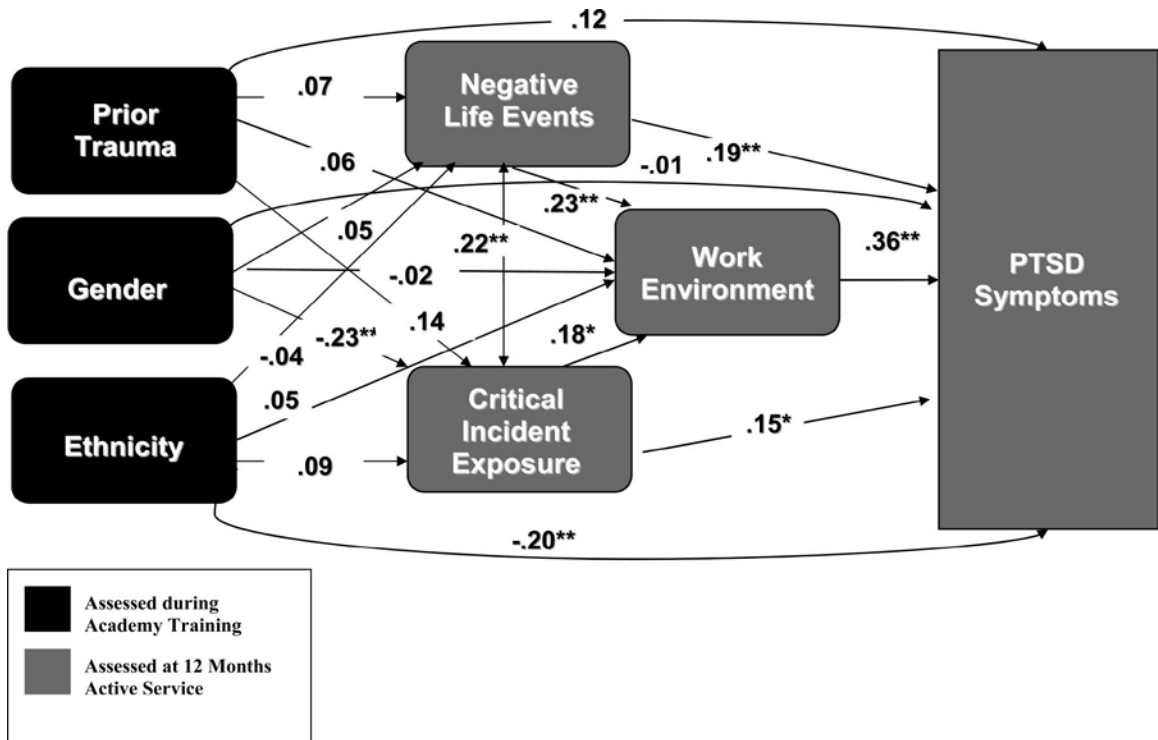 .12
Prior
Trauma
.07
Negative
Life Events
.19**
-.01
.06
.23**
.05
.22**
Gender
-.02
Work
Environment
.36**
PTSD
Symptoms
-.23**
.14
.18*
-.04
.05
Ethnicity
.09
Critical
Incident
Exposure
.15*
-.20**
Assessed during
Academy Training
Assessed at 12 Months
Active Service